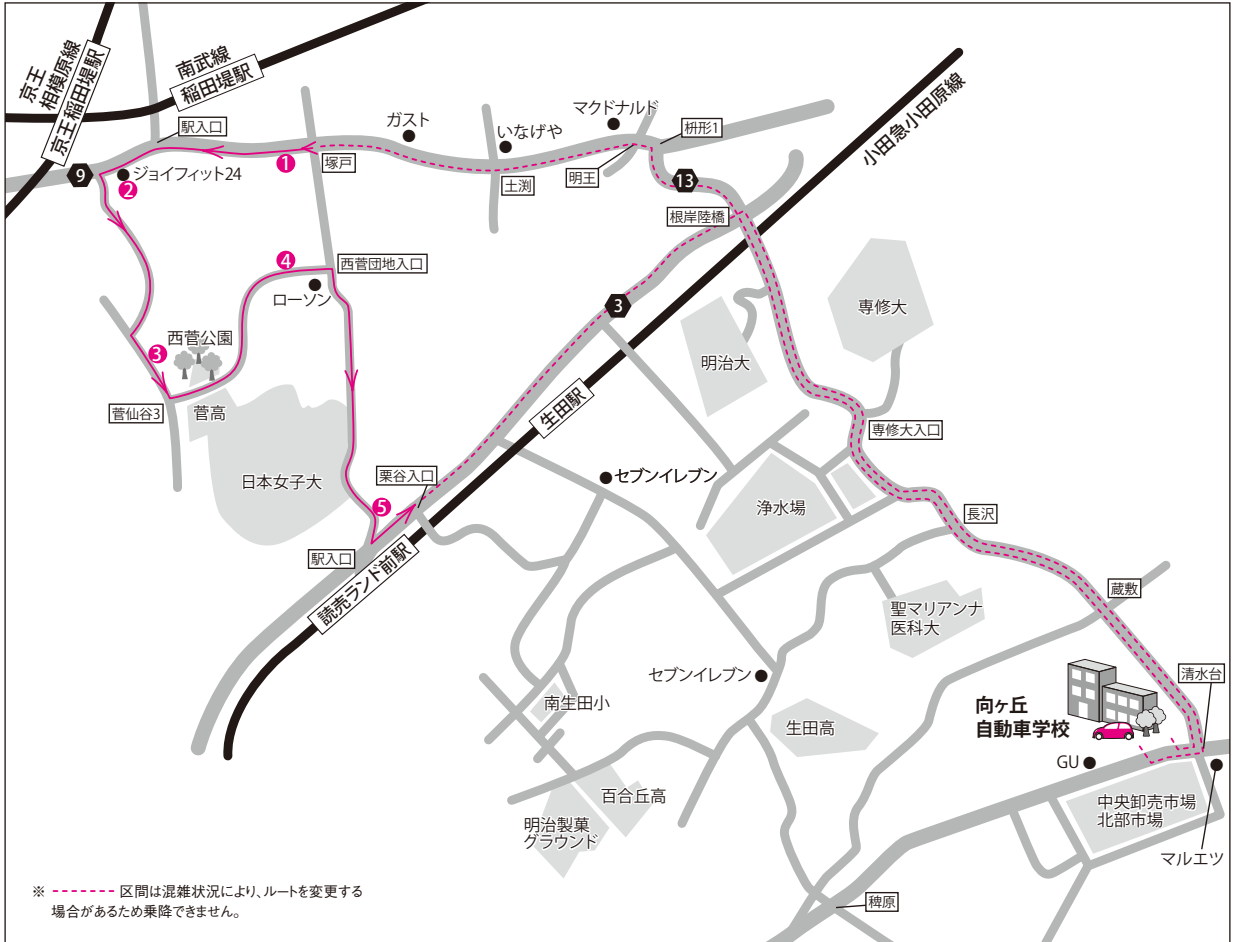 京王
相模原線
京王稲田堤駅
南武線
稲田堤駅
駅入口
ガスト
いなげや
マクドナルド
枡形1
小田急小田原線
1
塚戸
土渕
明王
13
9
ジョイフィット24
2
根岸陸橋
4
西菅団地入口
ローソン
3
専修大
西菅公園
3
明治大
菅仙谷3
菅高
生田駅
専修大入口
日本女子大
栗谷入口
セブンイレブン
浄水場
5
長沢
駅入口
読売ランド前駅
蔵敷
聖マリアンナ
医科大
セブンイレブン
清水台
南生田小
生田高
向ヶ丘
自動車学校
GU
百合丘高
中央卸売市場
北部市場
明治製菓
グラウンド
マルエツ
稗原
※ 区間は混雑状況により、ルートを変更する
場合があるため乗降できません。